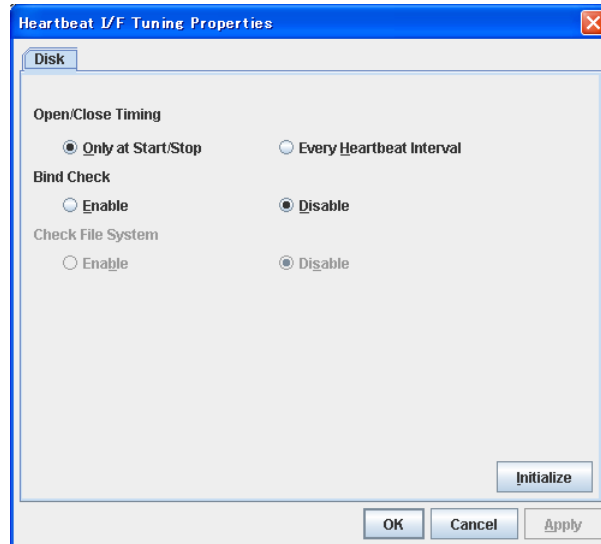 Heartbeat I/F Tuning Properties
Disk
Open/Close Timing
Only at Start/Stop Every Heartbeat Interval
Bind Check
Enable Disable
Check File System
Enable Disable
Initialize
OK Cancel Apply